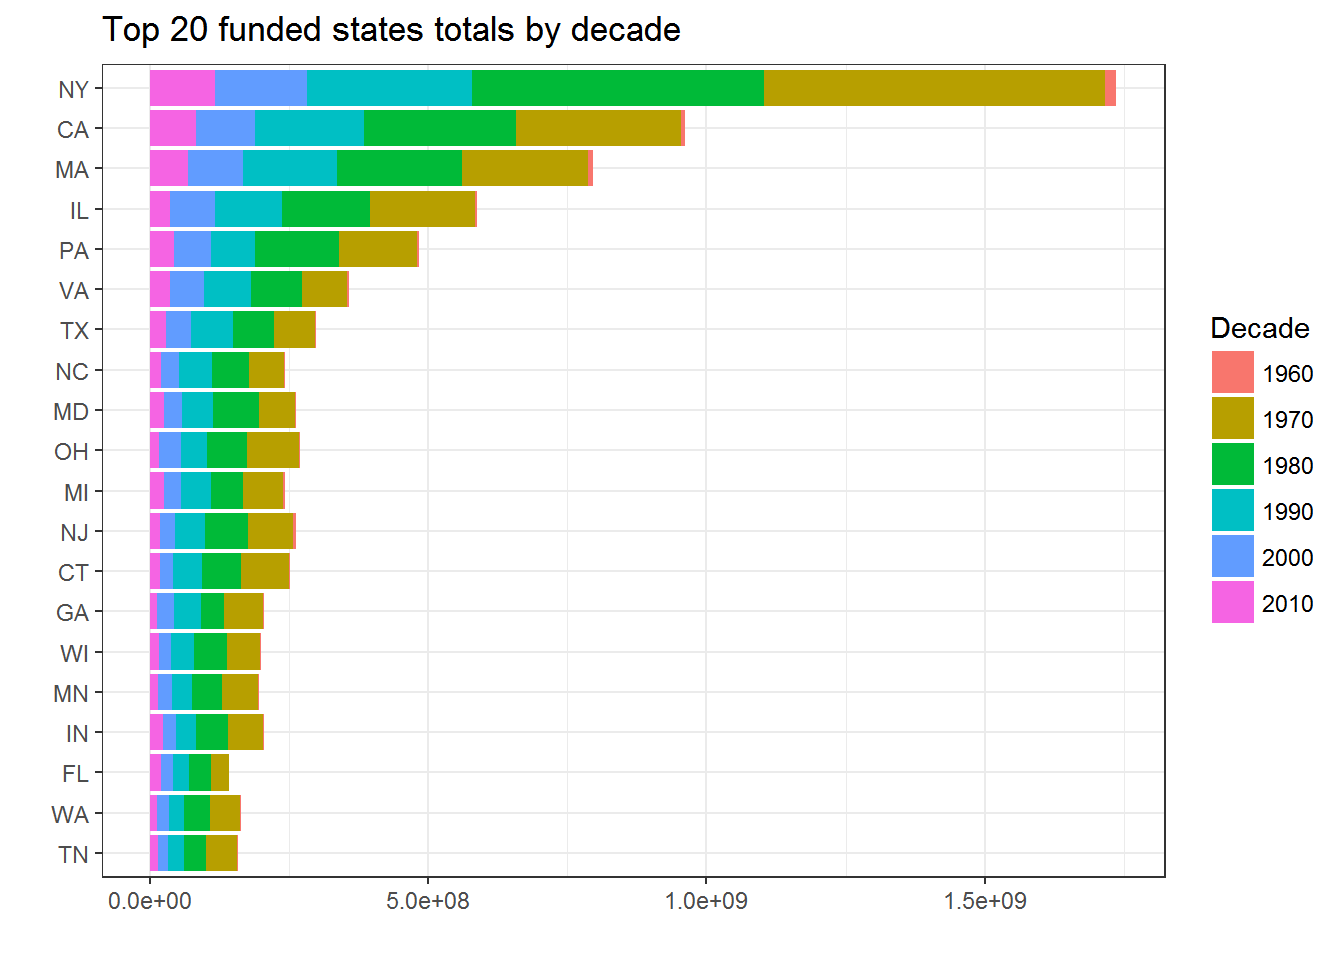 Top 20 funded states totals by decade
NY
CA
MA
IL
PA
VA
TX
NC
MD
OH
MI
NJ
CT
GA
WI
MN
IN
FL
WA
TN
0.0e+00 5.0e+08 1.0e+09 1.5e+09
Decade
1960
1970
1980
1990
2000
2010